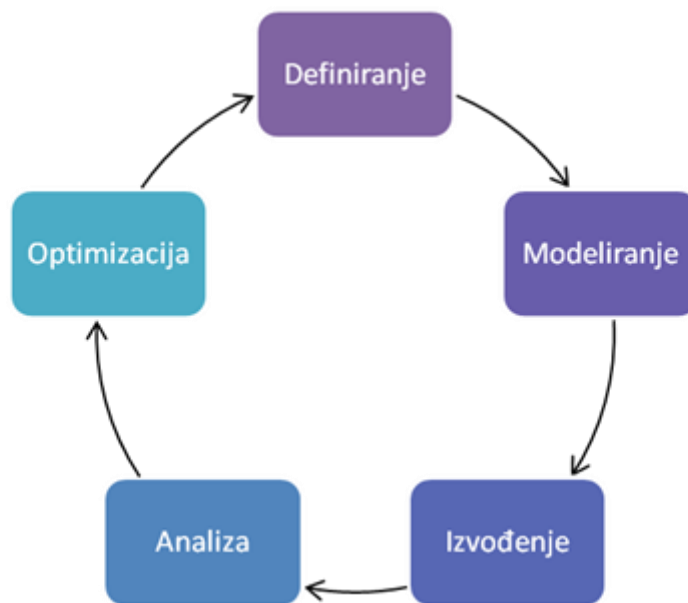 Definiranje
Modeliranje
Izvođenje
Analiza
Optimizacija